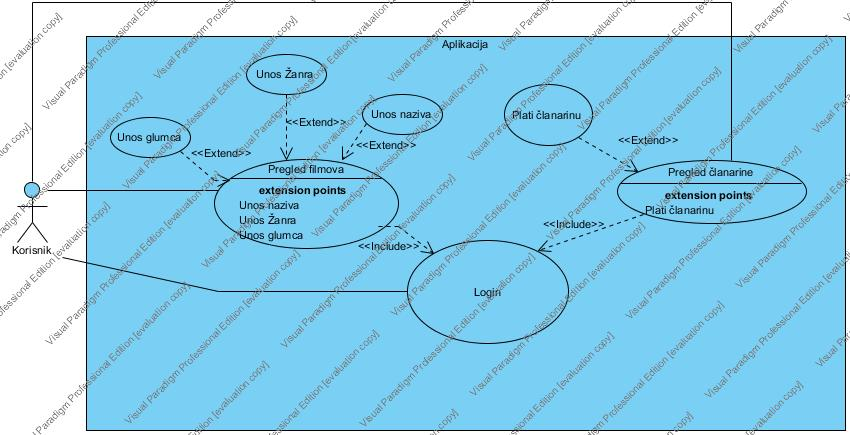 Aplikacija
Unos Žanra
Unos naziva
Plati članarinu
Unos glumca
<<Extend>>
<<Extend>>
<<Extend>>
<<Extend>>
Pregled filmova
extension points
Unos naziva
Unos Žanra
Unos glumca
Pregled članarine
extension points
Plati članarinu
<<Include>>
<<Include>>
Korisnik
Login
Visual Paradigm Professional Edition [evaluation copy]